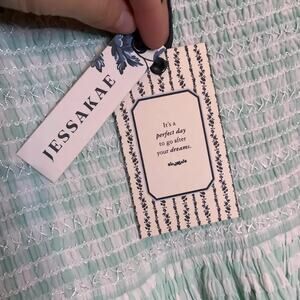 JESSAKAE
It's a
perfect day
to go after
your dreams.